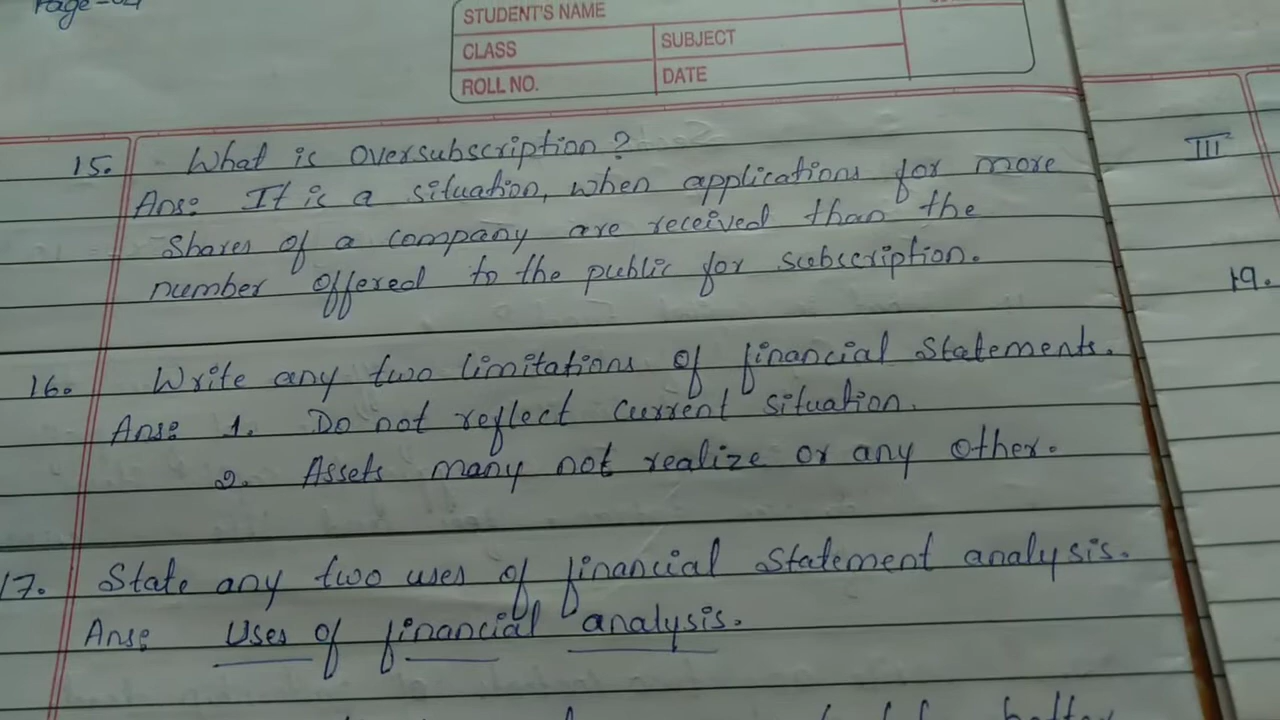 Page-04
STUDENT'S NAME
CLASS
SUBJECT
ROLL NO.
DATE
15. What is Oversubscription?
Ans: It is a situation, when applications for more
shares of a company are received than the
number offered to the public for subscription.
16. Write any two limitations of financial Statements.
Ans: 1. Do not reflect current situation.
2. Assets many not realize or any other.
17. State any two uses of financial Statement analysis.
Ans: Uses of financial analysis.
better
III
19.